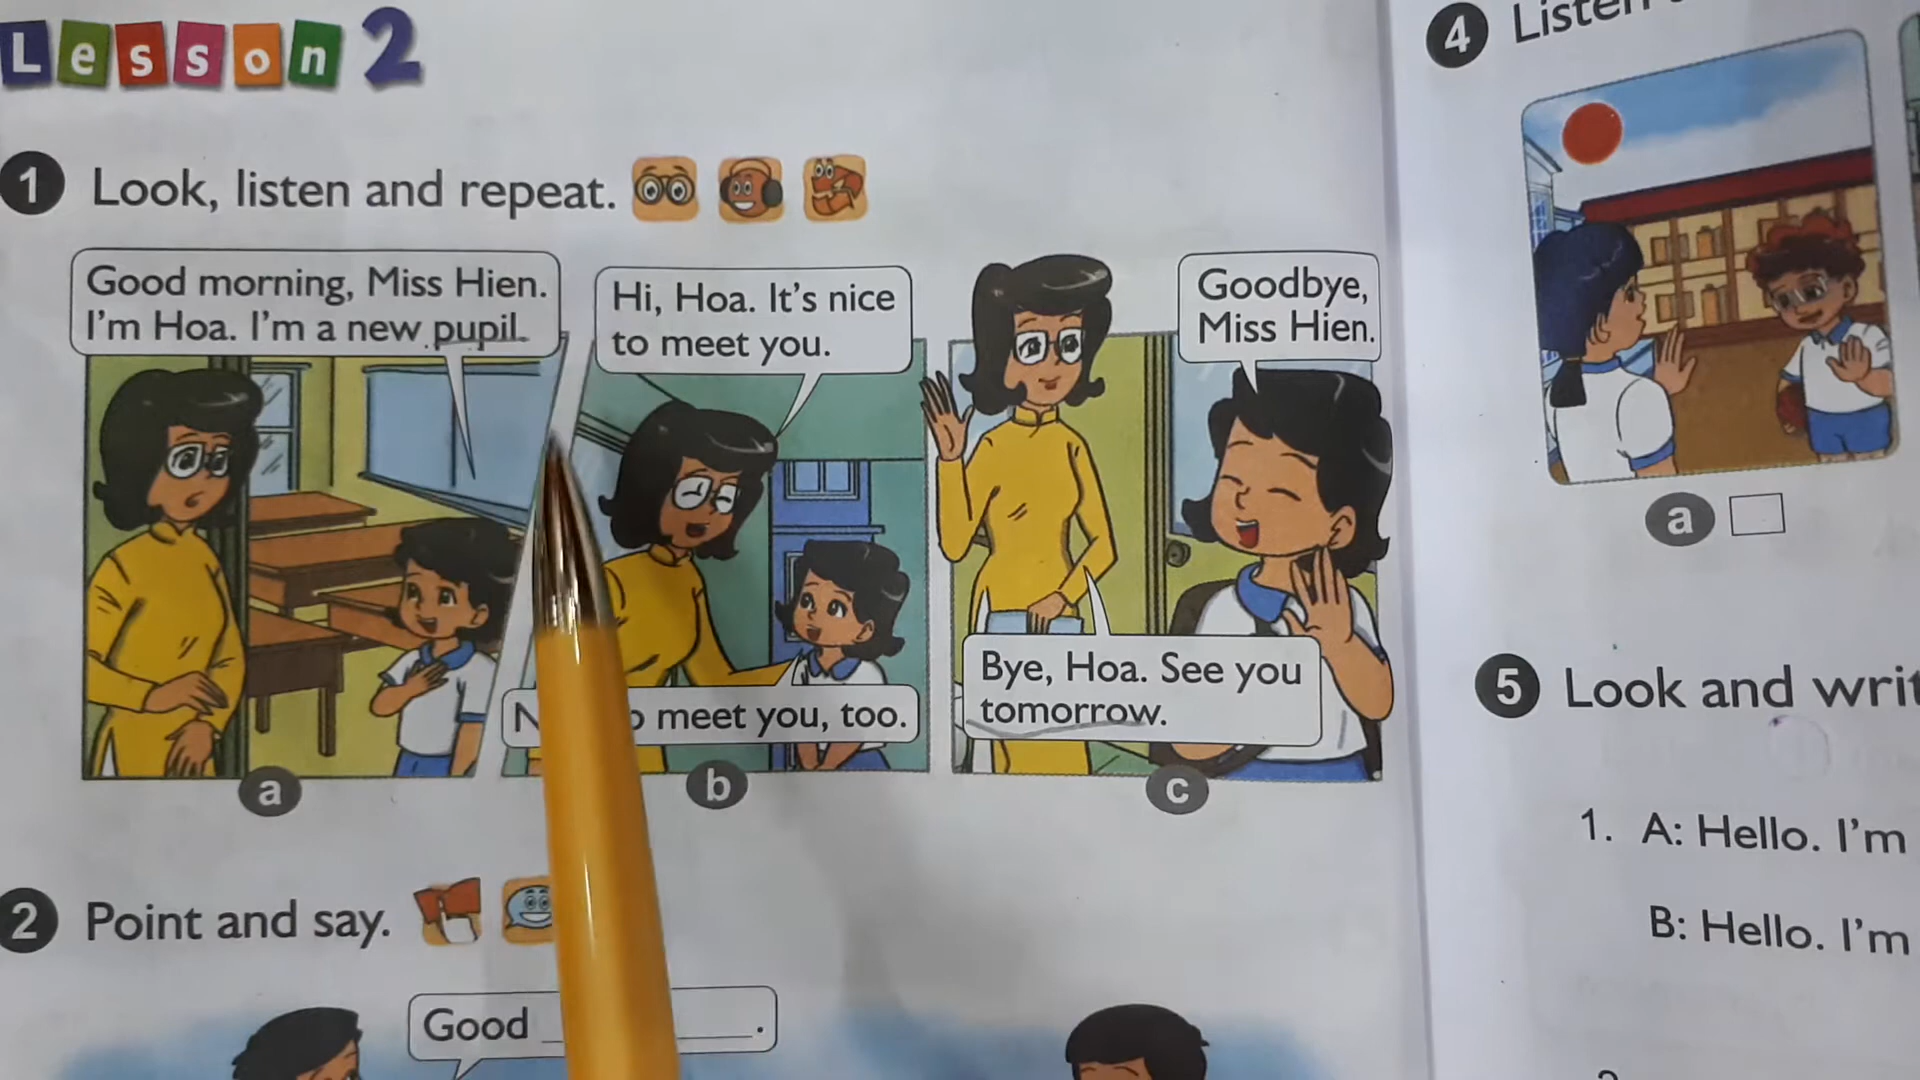 Lesson 2
1 Look, listen and repeat.
Good morning, Miss Hien.
I'm Hoa. I'm a new pupil.
Hi, Hoa. It's nice
to meet you.
meet you, too.
Goodbye,
Miss Hien.
Bye, Hoa. See you
tomorrow.
a
b
c
2 Point and say.
Good ____.
4 Listen
a
5 Look and
1. A: Hello. I'm
B: Hello. I'm